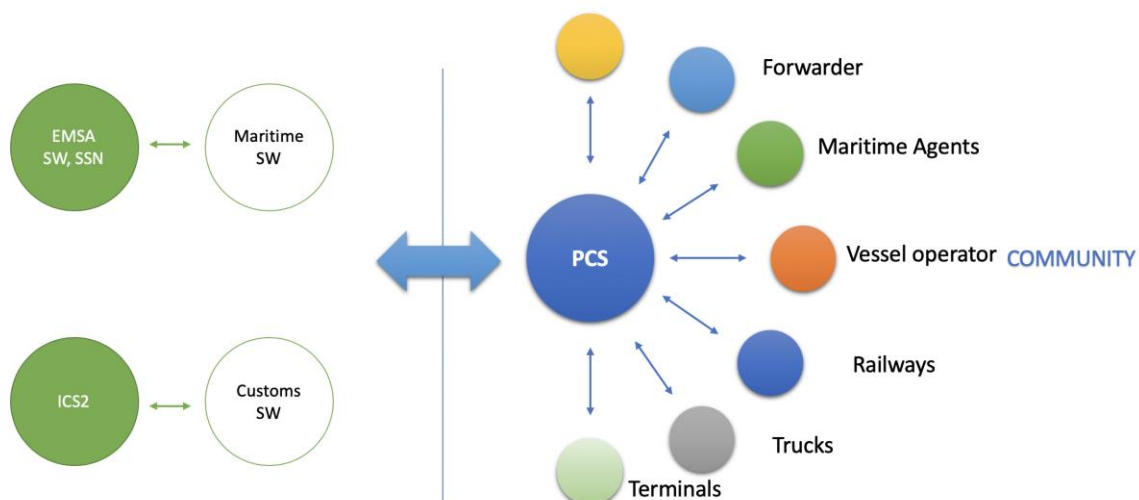 EMSA
SW, SSN
Maritime
SW
ICS2
Customs
SW
PCS
Forwarder
Maritime Agents
Vessel operator
COMMUNITY
Railways
Trucks
Terminals